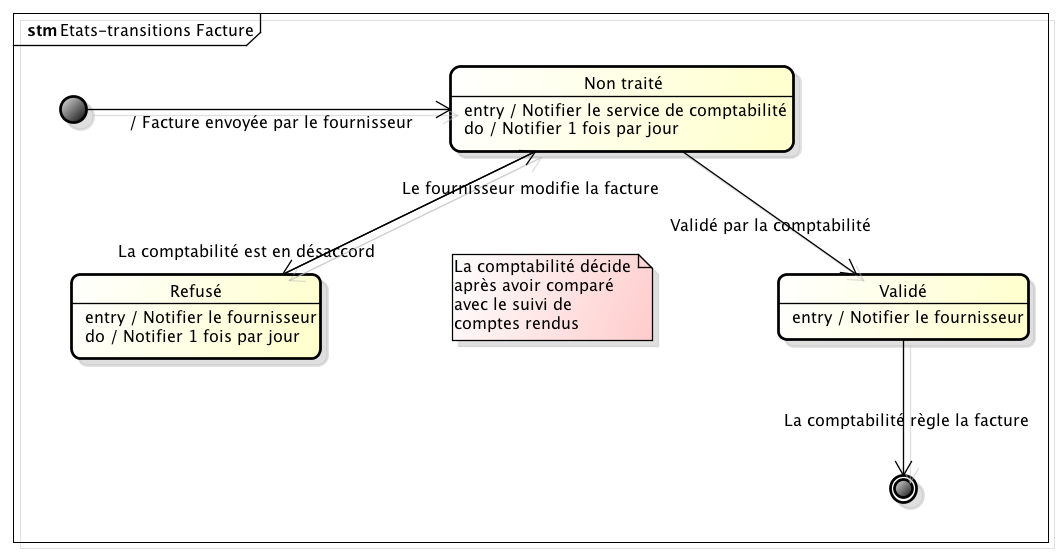 stm Etats-transitions Facture
Non traité
entry / Notifier le service de comptabilité
do / Notifier 1 fois par jour
/ Facture envoyée par le fournisseur
Le fournisseur modifie la facture
Validé par la comptabilité
La comptabilité est en désaccord
La comptabilité décide
après avoir comparé
avec le suivi de
comptes rendus
Refusé
entry / Notifier le fournisseur
do / Notifier 1 fois par jour
Validé
entry / Notifier le fournisseur
La comptabilité règle la facture